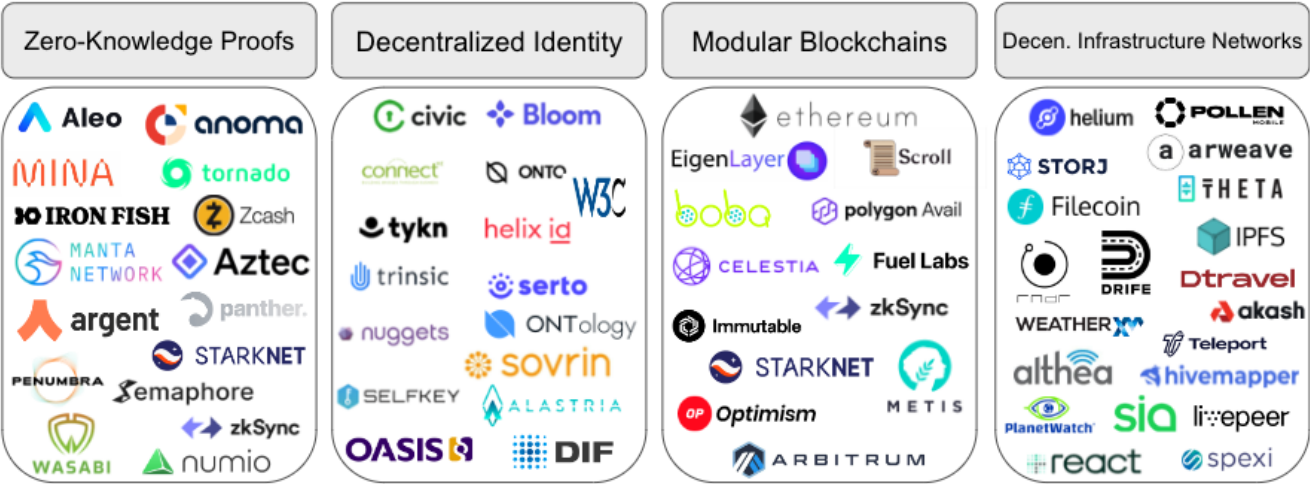 Zero-Knowledge Proofs
Aleo
anoma
MINA
tornado
IRON FISH
Zcash
MANTA
NETWORK
Aztec
argent
panther.
STARKNET
PENUMBRA
Semaphore
WASABI
zkSync
numio
Decentralized Identity
civic
Bloom
connect
ONTO
W3C
tykn
helix id
trinsic
serto
nuggets
ONTology
sovrin
SELFKEY
ALASTRIA
OASIS
DIF
Modular Blockchains
ethereum
EigenLayer
Scroll
boba
polygon Avail
CELESTIA
Fuel Labs
zkSync
Immutable
STARKNET
METIS
OP
Optimism
ARBITRUM
Decen. Infrastructure Networks
helium
POLLEN
MOBILE
STORJ
a
arweave
THETA
Filecoin
IPFS
DRIFE
Dtravel
akash
WEATHERXM
Teleport
althea
hivemapper
PlanetWatch
sia
livepeer
react
spexi